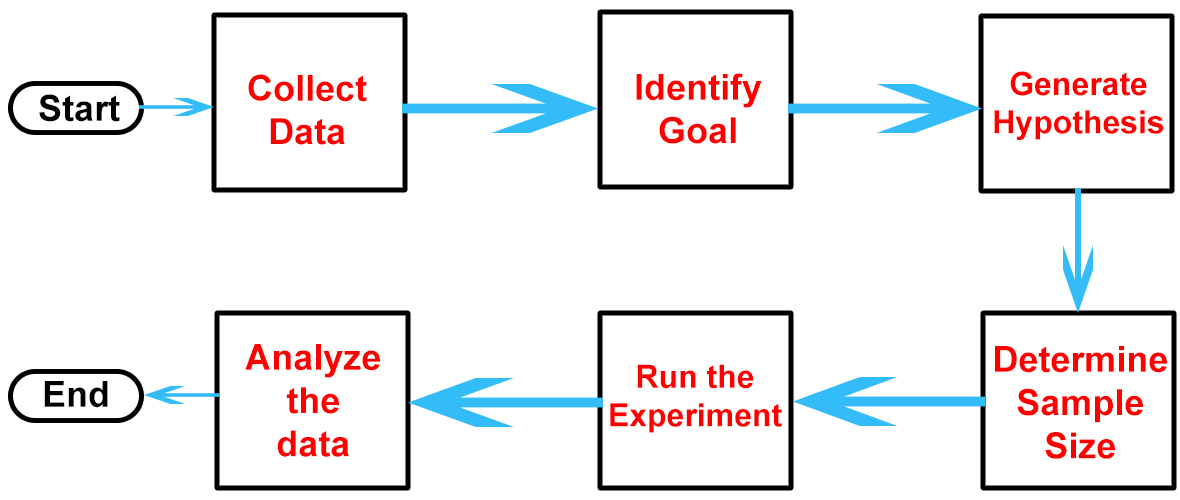 Start
Collect
Data
Identify
Goal
Generate
Hypothesis
Determine
Sample
Size
Run the
Experiment
Analyze
the
data
End